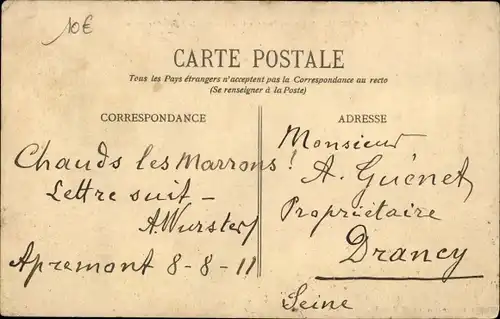 10€
CARTE POSTALE
Tous les Pays étrangers n'acceptent pas la Correspondance au recto
(Se renseigner à la Poste)
CORRESPONDANCE
Chauds les Marrons !
Lettre suit –
A. Wurster
Apremont 8-8-11
ADRESSE
Monsieur
A. Guénet
Propriétaire
Drancy
Seine